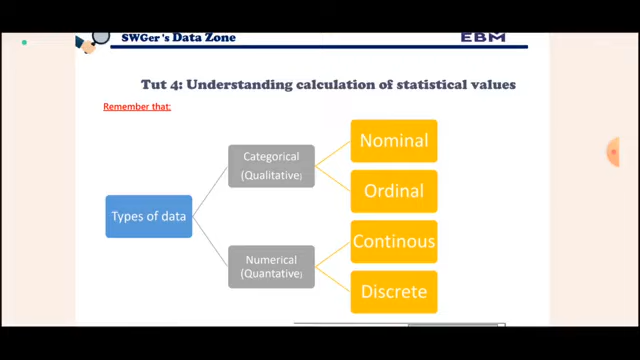 SWGer 's Data Zone
EBM
Tut 4: Understanding calculation of statistical values
Remember that:
Types of data
Categorical
(Qualitative)
Nominal
Ordinal
Numerical
(Quantative)
Continous
Discrete